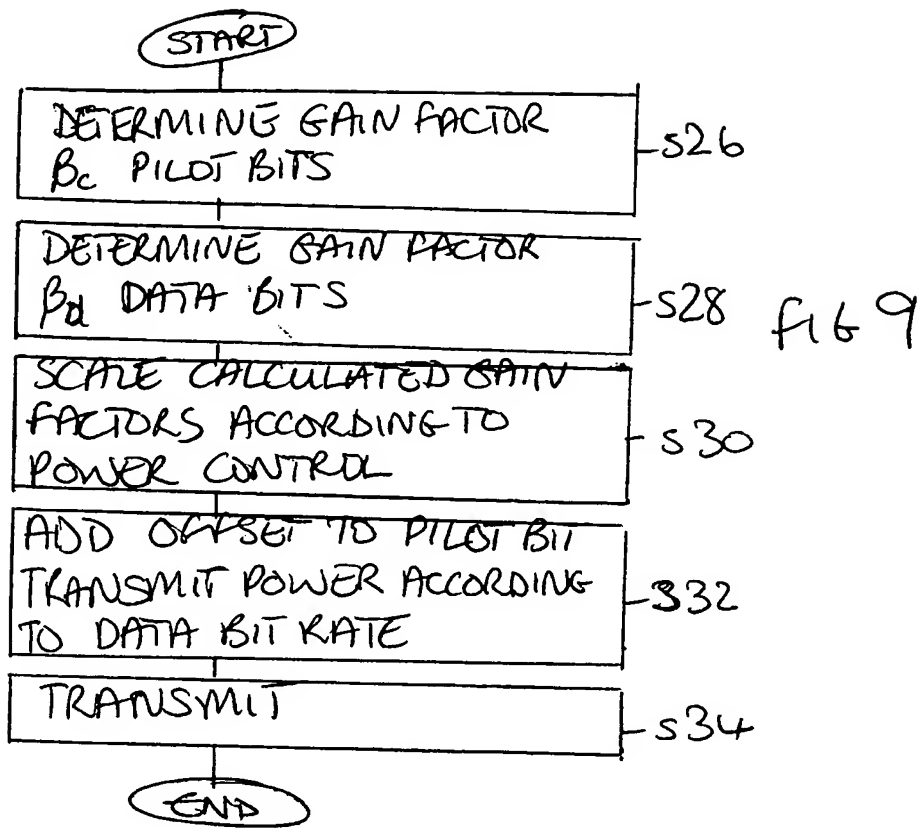 START
DETERMINE GAIN FACTOR
βc PILOT BITS
S26
DETERMINE GAIN FACTOR
βd DATA BITS
S28
FIG 9
SCALE CALCULATED GAIN
FACTORS ACCORDING TO
POWER CONTROL
S30
ADD OFFSET TO PILOT BIT
TRANSMIT POWER ACCORDING
TO DATA BIT RATE
S32
TRANSMIT
S34
END